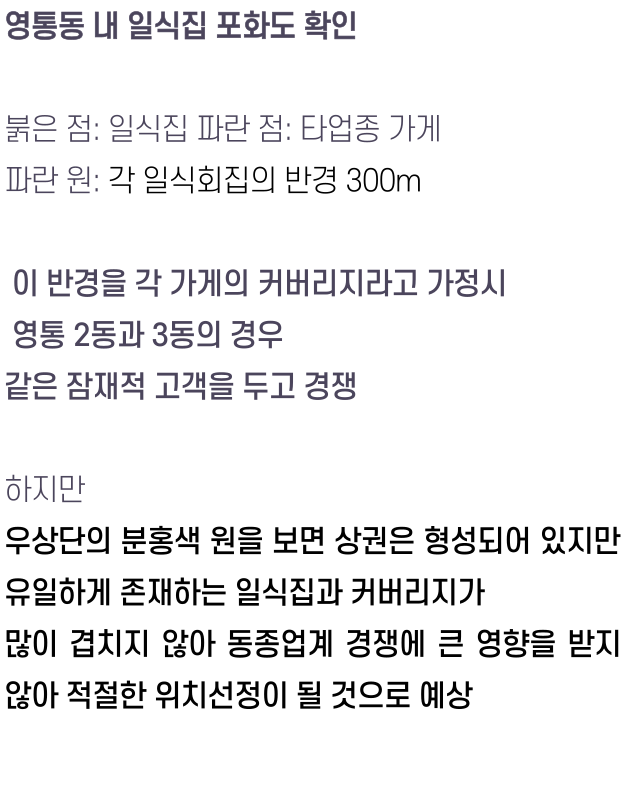 영통동 내 일식집 포화도 확인
붉은 점: 일식집 파란 점: 타업종 가게
파란 원: 각 일식회집의 반경 300m
이 반경을 각 가게의 커버리지라고 가정시
영통 2동과 3동의 경우
같은 잠재적 고객을 두고 경쟁
하지만
우상단의 분홍색 원을 보면 상권은 형성되어 있지만
유일하게 존재하는 일식집과 커버리지가
많이 겹치지 않아 동종업계 경쟁에 큰 영향을 받지
않아 적절한 위치선정이 될 것으로 예상